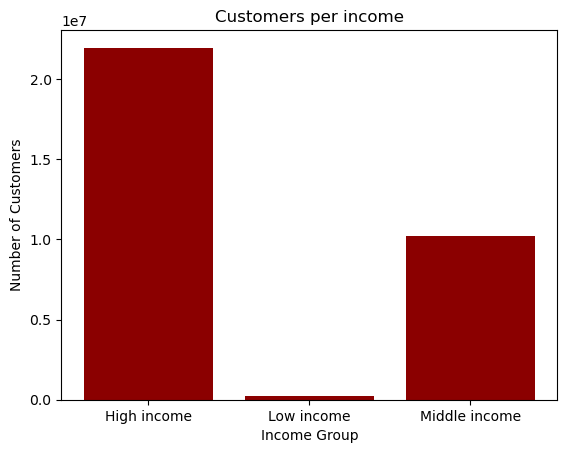 Customers per income
1e7
2.0
1.5
1.0
0.5
0.0
Number of Customers
High income
Low income
Middle income
Income Group